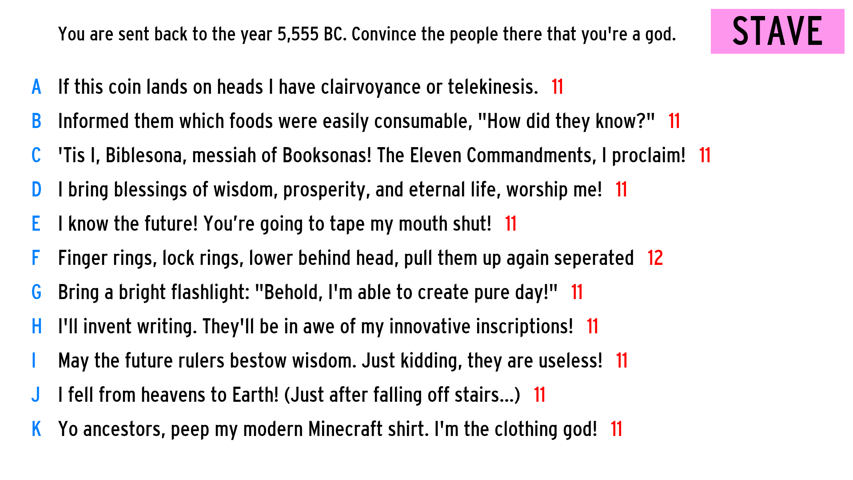 You are sent back to the year 5,555 BC. Convince the people there that you're a god.
STAVE
A If this coin lands on heads I have clairvoyance or telekinesis. 11
B Informed them which foods were easily consumable, "How did they know?" 11
C 'Tis I, Biblesona, messiah of Booksonas! The Eleven Commandments, I proclaim! 11
D I bring blessings of wisdom, prosperity, and eternal life, worship me! 11
E I know the future! You’re going to tape my mouth shut! 11
F Finger rings, lock rings, lower behind head, pull them up again seperated 12
G Bring a bright flashlight: "Behold, I'm able to create pure day!" 11
H I'll invent writing. They'll be in awe of my innovative inscriptions! 11
I May the future rulers bestow wisdom. Just kidding, they are useless! 11
J I fell from heavens to Earth! (Just after falling off stairs...) 11
K Yo ancestors, peep my modern Minecraft shirt. I'm the clothing god! 11